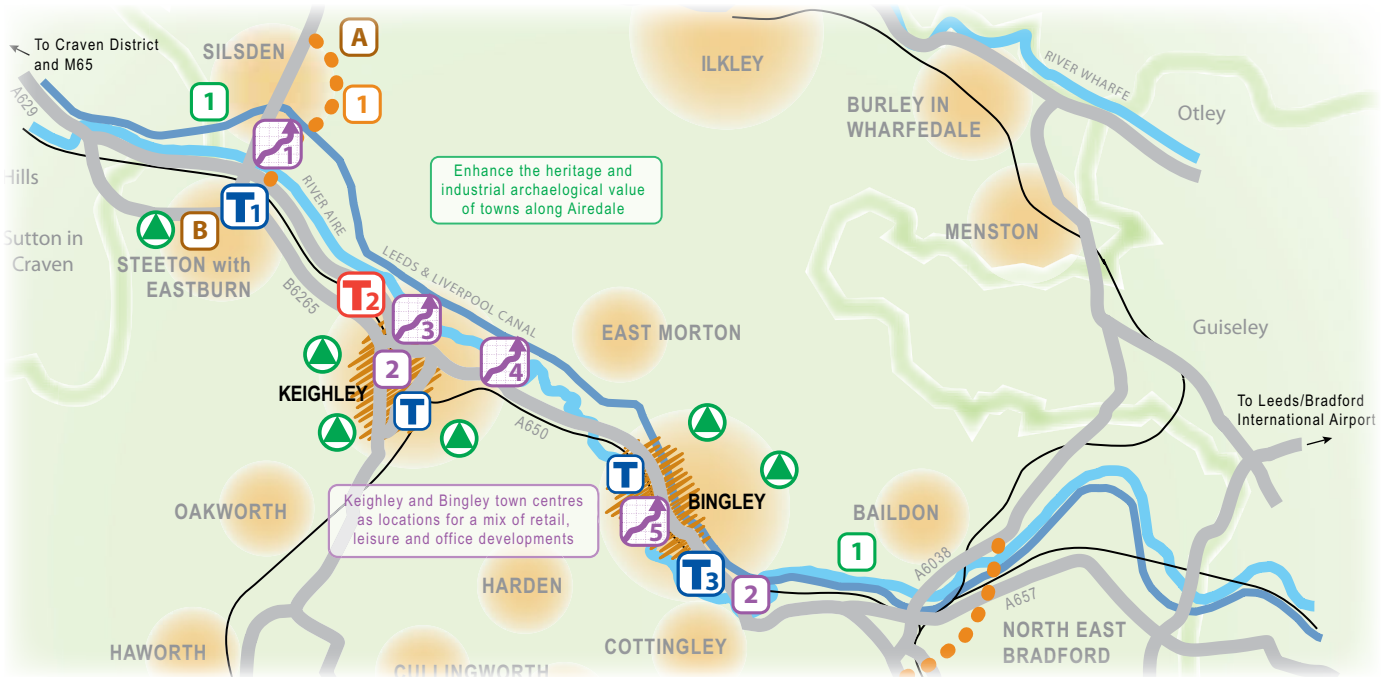 To Craven District
and M65
SILSDEN
A
1
1
A629
1
ILKLEY
BURLEY IN
WHARFEDALE
RIVER WHARFE
Otley
Hills
T1
B
Sutton in
Craven
STEETON with
EASTBURN
RIVER AIRE
Enhance the heritage and
industrial archaelogical value
of towns along Airedale
MENSTON
LEEDS & LIVERPOOL CANAL
B6265
T2
3
EAST MORTON
Guiseley
KEIGHLEY
2
4
T
A650
To Leeds/Bradford
International Airport
T
BINGLEY
OAKWORTH
Keighley and Bingley town centres
as locations for a mix of retail,
leisure and office developments
5
BAILDON
1
A6038
HARDEN
T3
2
A657
HAWORTH
COTTINGLEY
NORTH EAST
BRADFORD
CULLINGWORTH